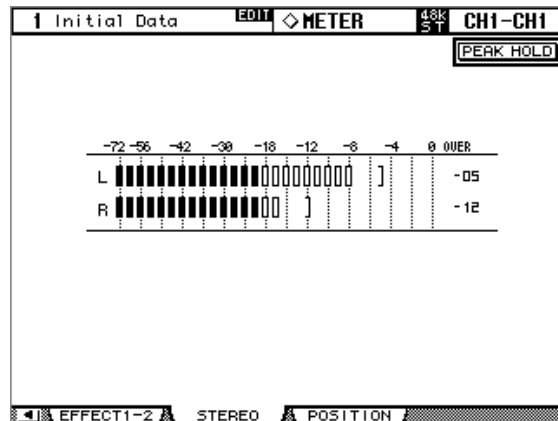 1 Initial Data EDIT ◇METER 48k ST CH1-CH1
PEAK HOLD
-72 -56 -42 -30 -18 -12 -8 -4 0 OVER
L -05
R -12
EFFECT1-2 STEREO POSITION